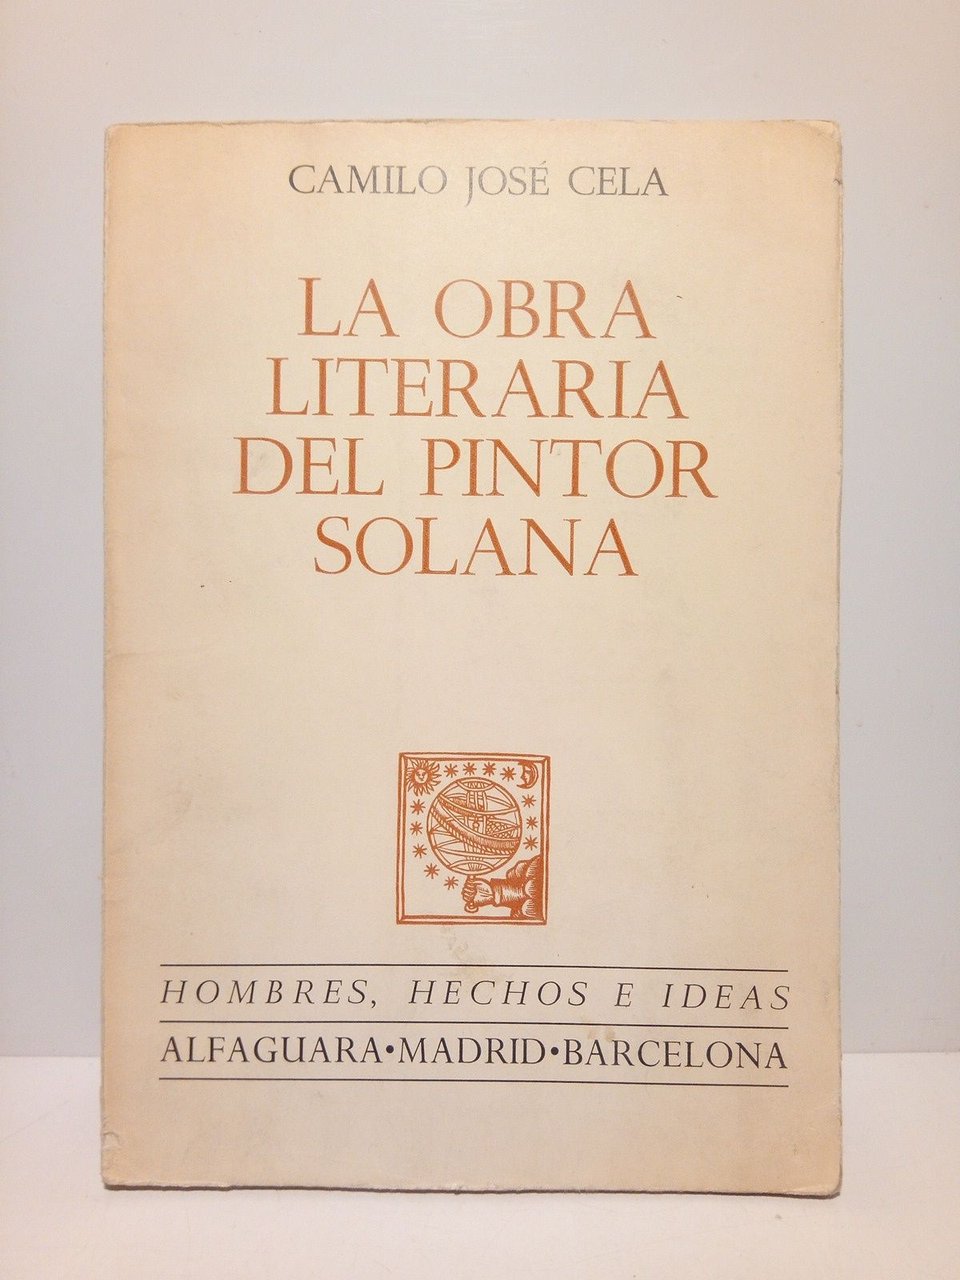 CAMILO JOSÉ CELA
LA OBRA
LITERARIA
DEL PINTOR
SOLANA
HOMBRES, HECHOS E IDEAS
ALFAGUARA•MADRID•BARCELONA